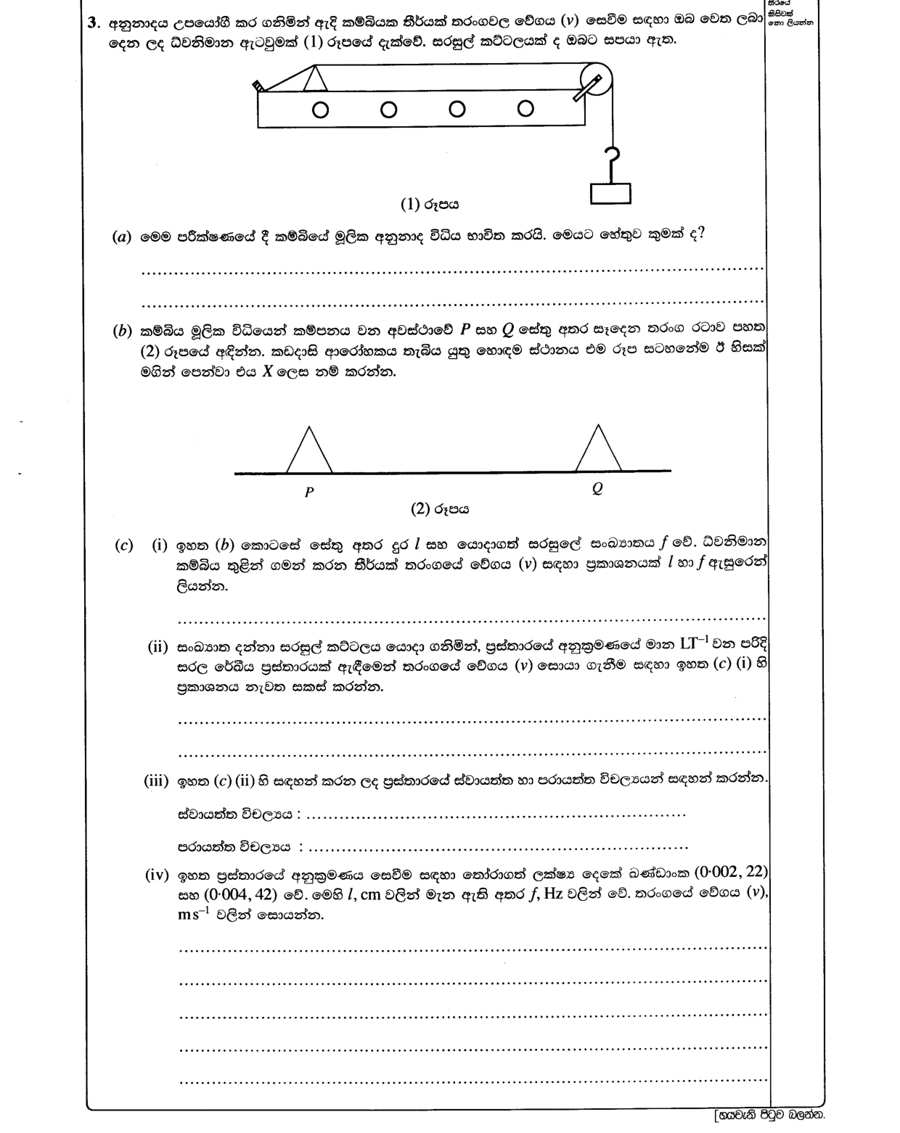 තීරයේ
කිසිවක්
නො ලියන්න
3. අනුනාදය උපයෝගී කර ගනිමින් ඇදි කම්බියක තීර්යක් තරංගවල වේගය (v) සෙවීම සඳහා ඔබ වෙත ලබා
දෙන ලද ධ්වනිමාන ඇටවුමක් (1) රූපයේ දැක්වේ. සරසුල් කට්ටලයක් ද ඔබට සපයා ඇත.
(1) රූපය
(a) මෙම පරීක්ෂණයේ දී කම්බියේ මූලික අනුනාද විධිය භාවිත කරයි. මෙයට හේතුව කුමක් ද?
(b) කම්බිය මූලික විධියෙන් කම්පනය වන අවස්ථාවේ P සහ Q සේතු අතර සෑදෙන තරංග රටාව පහත
(2) රූපයේ අඳින්න. කඩදාසි ආරෝහකය තැබිය යුතු හොඳම ස්ථානය එම රූප සටහනේම ඊ හිසක්
මගින් පෙන්වා එය X ලෙස නම් කරන්න.
P
Q
(2) රූපය
(c) (i) ඉහත (b) කොටසේ සේතු අතර දුර l සහ යොදාගත් සරසුලේ සංඛ්‍යාතය f වේ. ධ්වනිමාන
කම්බිය තුළින් ගමන් කරන තීර්යක් තරංගයේ වේගය (v) සඳහා ප්‍රකාශනයක් l හා f ඇසුරෙන්
ලියන්න.
(ii) සංඛ්‍යාත දන්නා සරසුල් කට්ටලය යොදා ගනිමින්, ප්‍රස්තාරයේ අනුක්‍රමණයේ මාන LT⁻¹ වන පරිදි
සරල රේඛීය ප්‍රස්තාරයක් ඇඳීමෙන් තරංගයේ වේගය (v) සොයා ගැනීම සඳහා ඉහත (c) (i) හි
ප්‍රකාශනය නැවත සකස් කරන්න.
(iii) ඉහත (c) (ii) හි සඳහන් කරන ලද ප්‍රස්තාරයේ ස්වායත්ත හා පරායත්ත විචල්‍යයන් සඳහන් කරන්න.
ස්වායත්ත විචල්‍යය : ......................................................................
පරායත්ත විචල්‍යය : ......................................................................
(iv) ඉහත ප්‍රස්තාරයේ අනුක්‍රමණය සෙවීම සඳහා තෝරාගත් ලක්ෂ්‍ය දෙකේ ඛණ්ඩාංක (0·002, 22)
සහ (0·004, 42) වේ. මෙහි l, cm වලින් මැන ඇති අතර f, Hz වලින් වේ. තරංගයේ වේගය (v),
ms⁻¹ වලින් සොයන්න.
[හයවැනි පිටුව බලන්න.